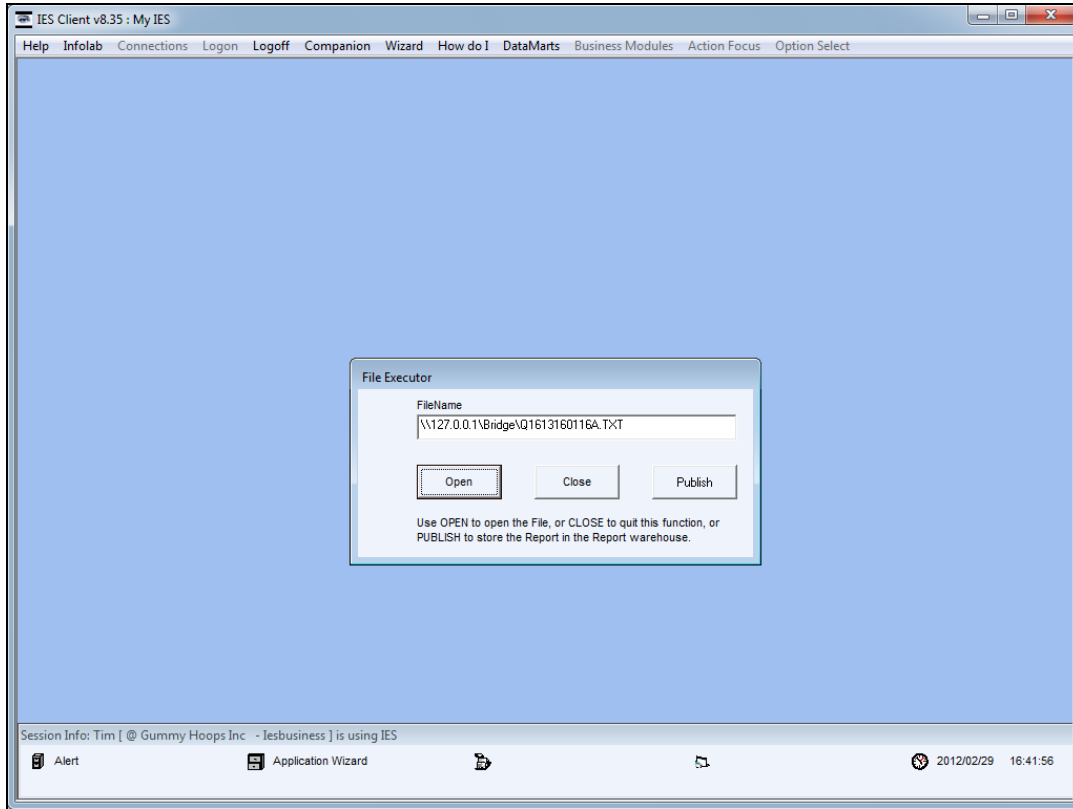 IES Client v8.35 : My IES
Help Infolab Connections Logon Logoff Companion Wizard How do I DataMarts Business Modules Action Focus Option Select
File Executor
FileName
\\127.0.0.1\Bridge\Q1613160116A.TXT
Open Close Publish
Use OPEN to open the File, or CLOSE to quit this function, or
PUBLISH to store the Report in the Report warehouse.
Session Info: Tim [ @ Gummy Hoops Inc - Iesbusiness ] is using IES
Alert Application Wizard 2012/02/29 16:41:56